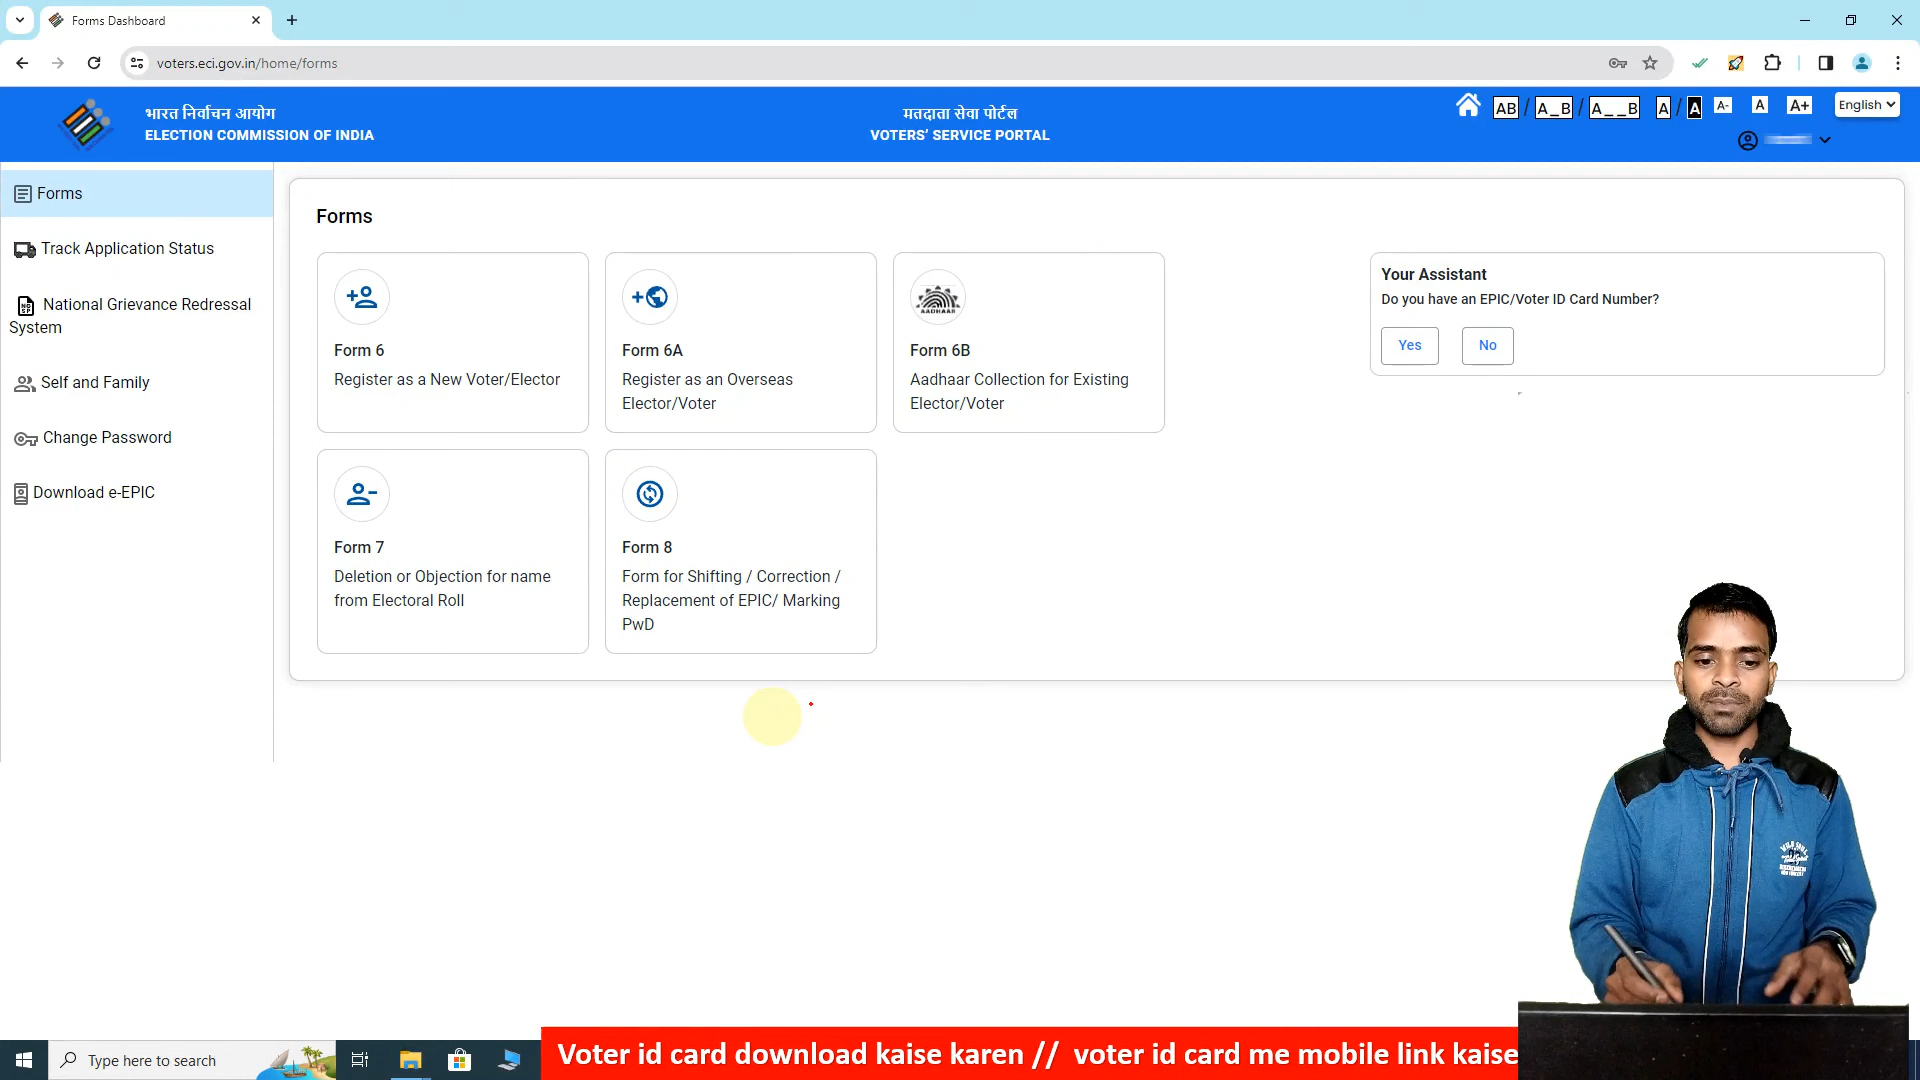 Forms Dashboard
voters.eci.gov.in/home/forms
भारत निर्वाचन आयोग
ELECTION COMMISSION OF INDIA
मतदाता सेवा पोर्टल
VOTERS' SERVICE PORTAL
AB / A_B / A__B A / A A- A A+ English
Forms
Track Application Status
National Grievance Redressal
System
Self and Family
Change Password
Download e-EPIC
Forms
Form 6
Register as a New Voter/Elector
Form 6A
Register as an Overseas
Elector/Voter
AADHAAR
Form 6B
Aadhaar Collection for Existing
Elector/Voter
Form 7
Deletion or Objection for name
from Electoral Roll
Form 8
Form for Shifting / Correction /
Replacement of EPIC/ Marking
PwD
Your Assistant
Do you have an EPIC/Voter ID Card Number?
Yes No
Type here to search
Voter id card download kaise karen // voter id card me mobile link kaise